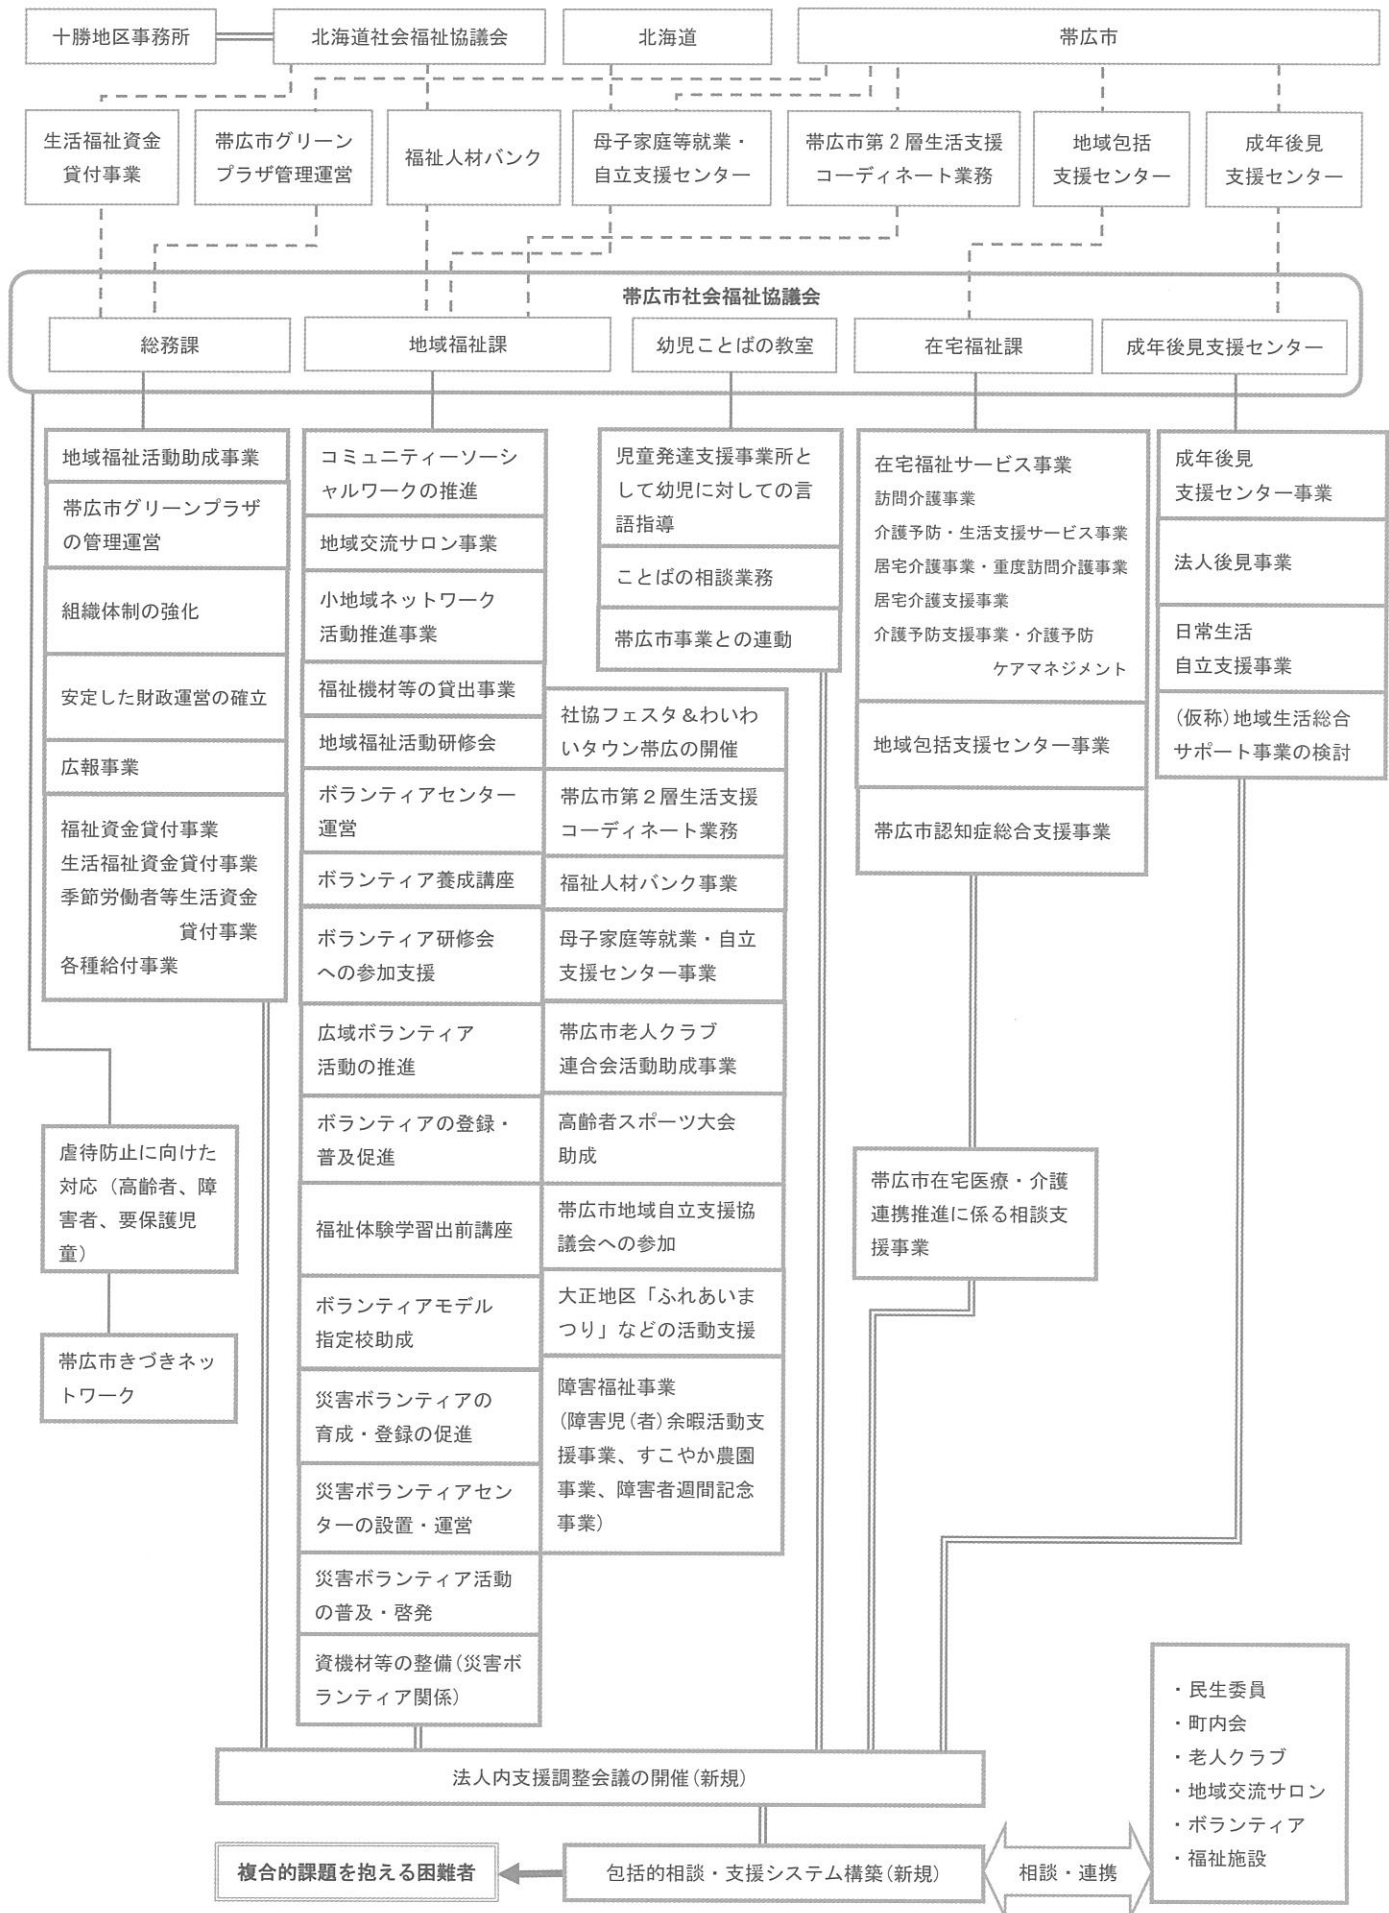 十勝地区事務所
北海道社会福祉協議会
北海道
帯広市
生活福祉資金
貸付事業
帯広市グリーン
プラザ管理運営
福祉人材バンク
母子家庭等就業・
自立支援センター
帯広市第2層生活支援
コーディネート業務
地域包括
支援センター
成年後見
支援センター
帯広市社会福祉協議会
総務課
地域福祉課
幼児ことばの教室
在宅福祉課
成年後見支援センター
地域福祉活動助成事業
帯広市グリーンプラザ
の管理運営
組織体制の強化
安定した財政運営の確立
広報事業
福祉資金貸付事業
生活福祉資金貸付事業
季節労働者等生活資金
貸付事業
各種給付事業
虐待防止に向けた
対応（高齢者、障
害者、要保護児
童）
帯広市きづきネッ
トワーク
コミュニティーソーシ
ャルワークの推進
地域交流サロン事業
小地域ネットワーク
活動推進事業
福祉機材等の貸出事業
地域福祉活動研修会
ボランティアセンター
運営
ボランティア養成講座
ボランティア研修会
への参加支援
広域ボランティア
活動の推進
ボランティアの登録・
普及促進
福祉体験学習出前講座
ボランティアモデル
指定校助成
災害ボランティアの
育成・登録の促進
災害ボランティアセン
ターの設置・運営
災害ボランティア活動
の普及・啓発
資機材等の整備(災害ボ
ランティア関係)
社協フェスタ＆わいわ
いタウン帯広の開催
帯広市第2層生活支援
コーディネート業務
福祉人材バンク事業
母子家庭等就業・自立
支援センター事業
帯広市老人クラブ
連合会活動助成事業
高齢者スポーツ大会
助成
帯広市地域自立支援協
議会への参加
大正地区「ふれあいま
つり」などの活動支援
障害福祉事業
(障害児(者)余暇活動支
援事業、すこやか農園
事業、障害者週間記念
事業)
児童発達支援事業所と
して幼児に対しての言
語指導
ことばの相談業務
帯広市事業との連動
在宅福祉サービス事業
訪問介護事業
介護予防・生活支援サービス事業
居宅介護事業・重度訪問介護事業
居宅介護支援事業
介護予防支援事業・介護予防
ケアマネジメント
地域包括支援センター事業
帯広市認知症総合支援事業
帯広市在宅医療・介護
連携推進に係る相談支
援事業
成年後見
支援センター事業
法人後見事業
日常生活
自立支援事業
(仮称)地域生活総合
サポート事業の検討
法人内支援調整会議の開催(新規)
複合的課題を抱える困難者
包括的相談・支援システム構築(新規)
相談・連携
・民生委員
・町内会
・老人クラブ
・地域交流サロン
・ボランティア
・福祉施設